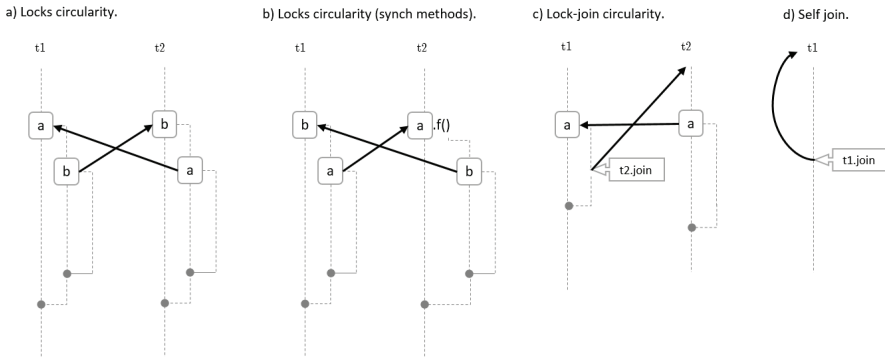 a) Locks circularity.
b) Locks circularity (synch methods).
c) Lock-join circularity.
d) Self join.
t1
t2
t1
t2
t1
t2
t1
a
b
b
a
.f()
a
a
b
a
a
b
t2.join
t1.join